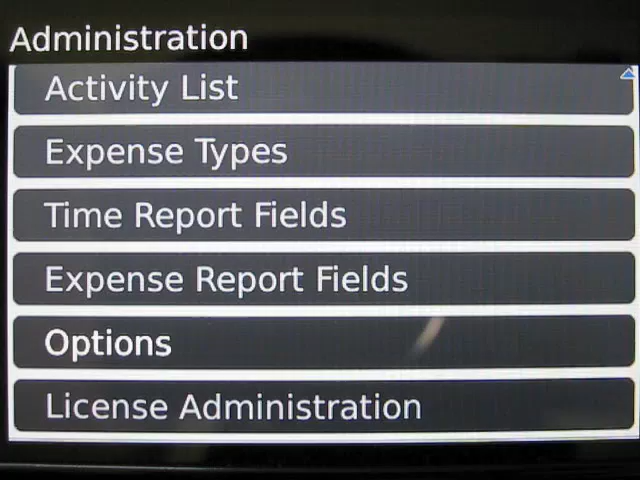 Administration
Activity List
Expense Types
Time Report Fields
Expense Report Fields
Options
License Administration